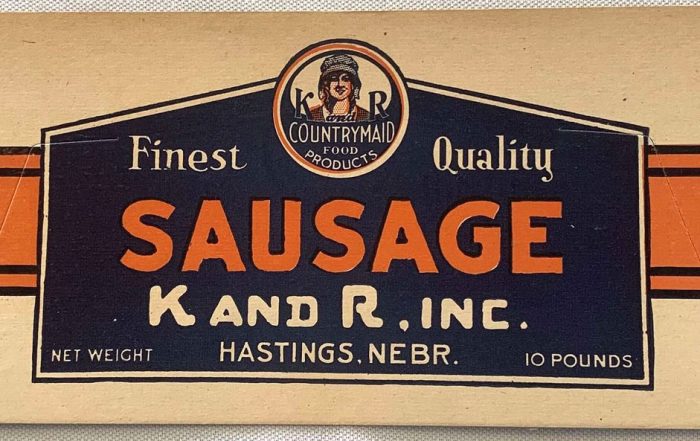 K and R
COUNTRYMAID
FOOD
PRODUCTS
Finest Quality
SAUSAGE
K AND R, INC.
HASTINGS, NEBR.
NET WEIGHT 10 POUNDS